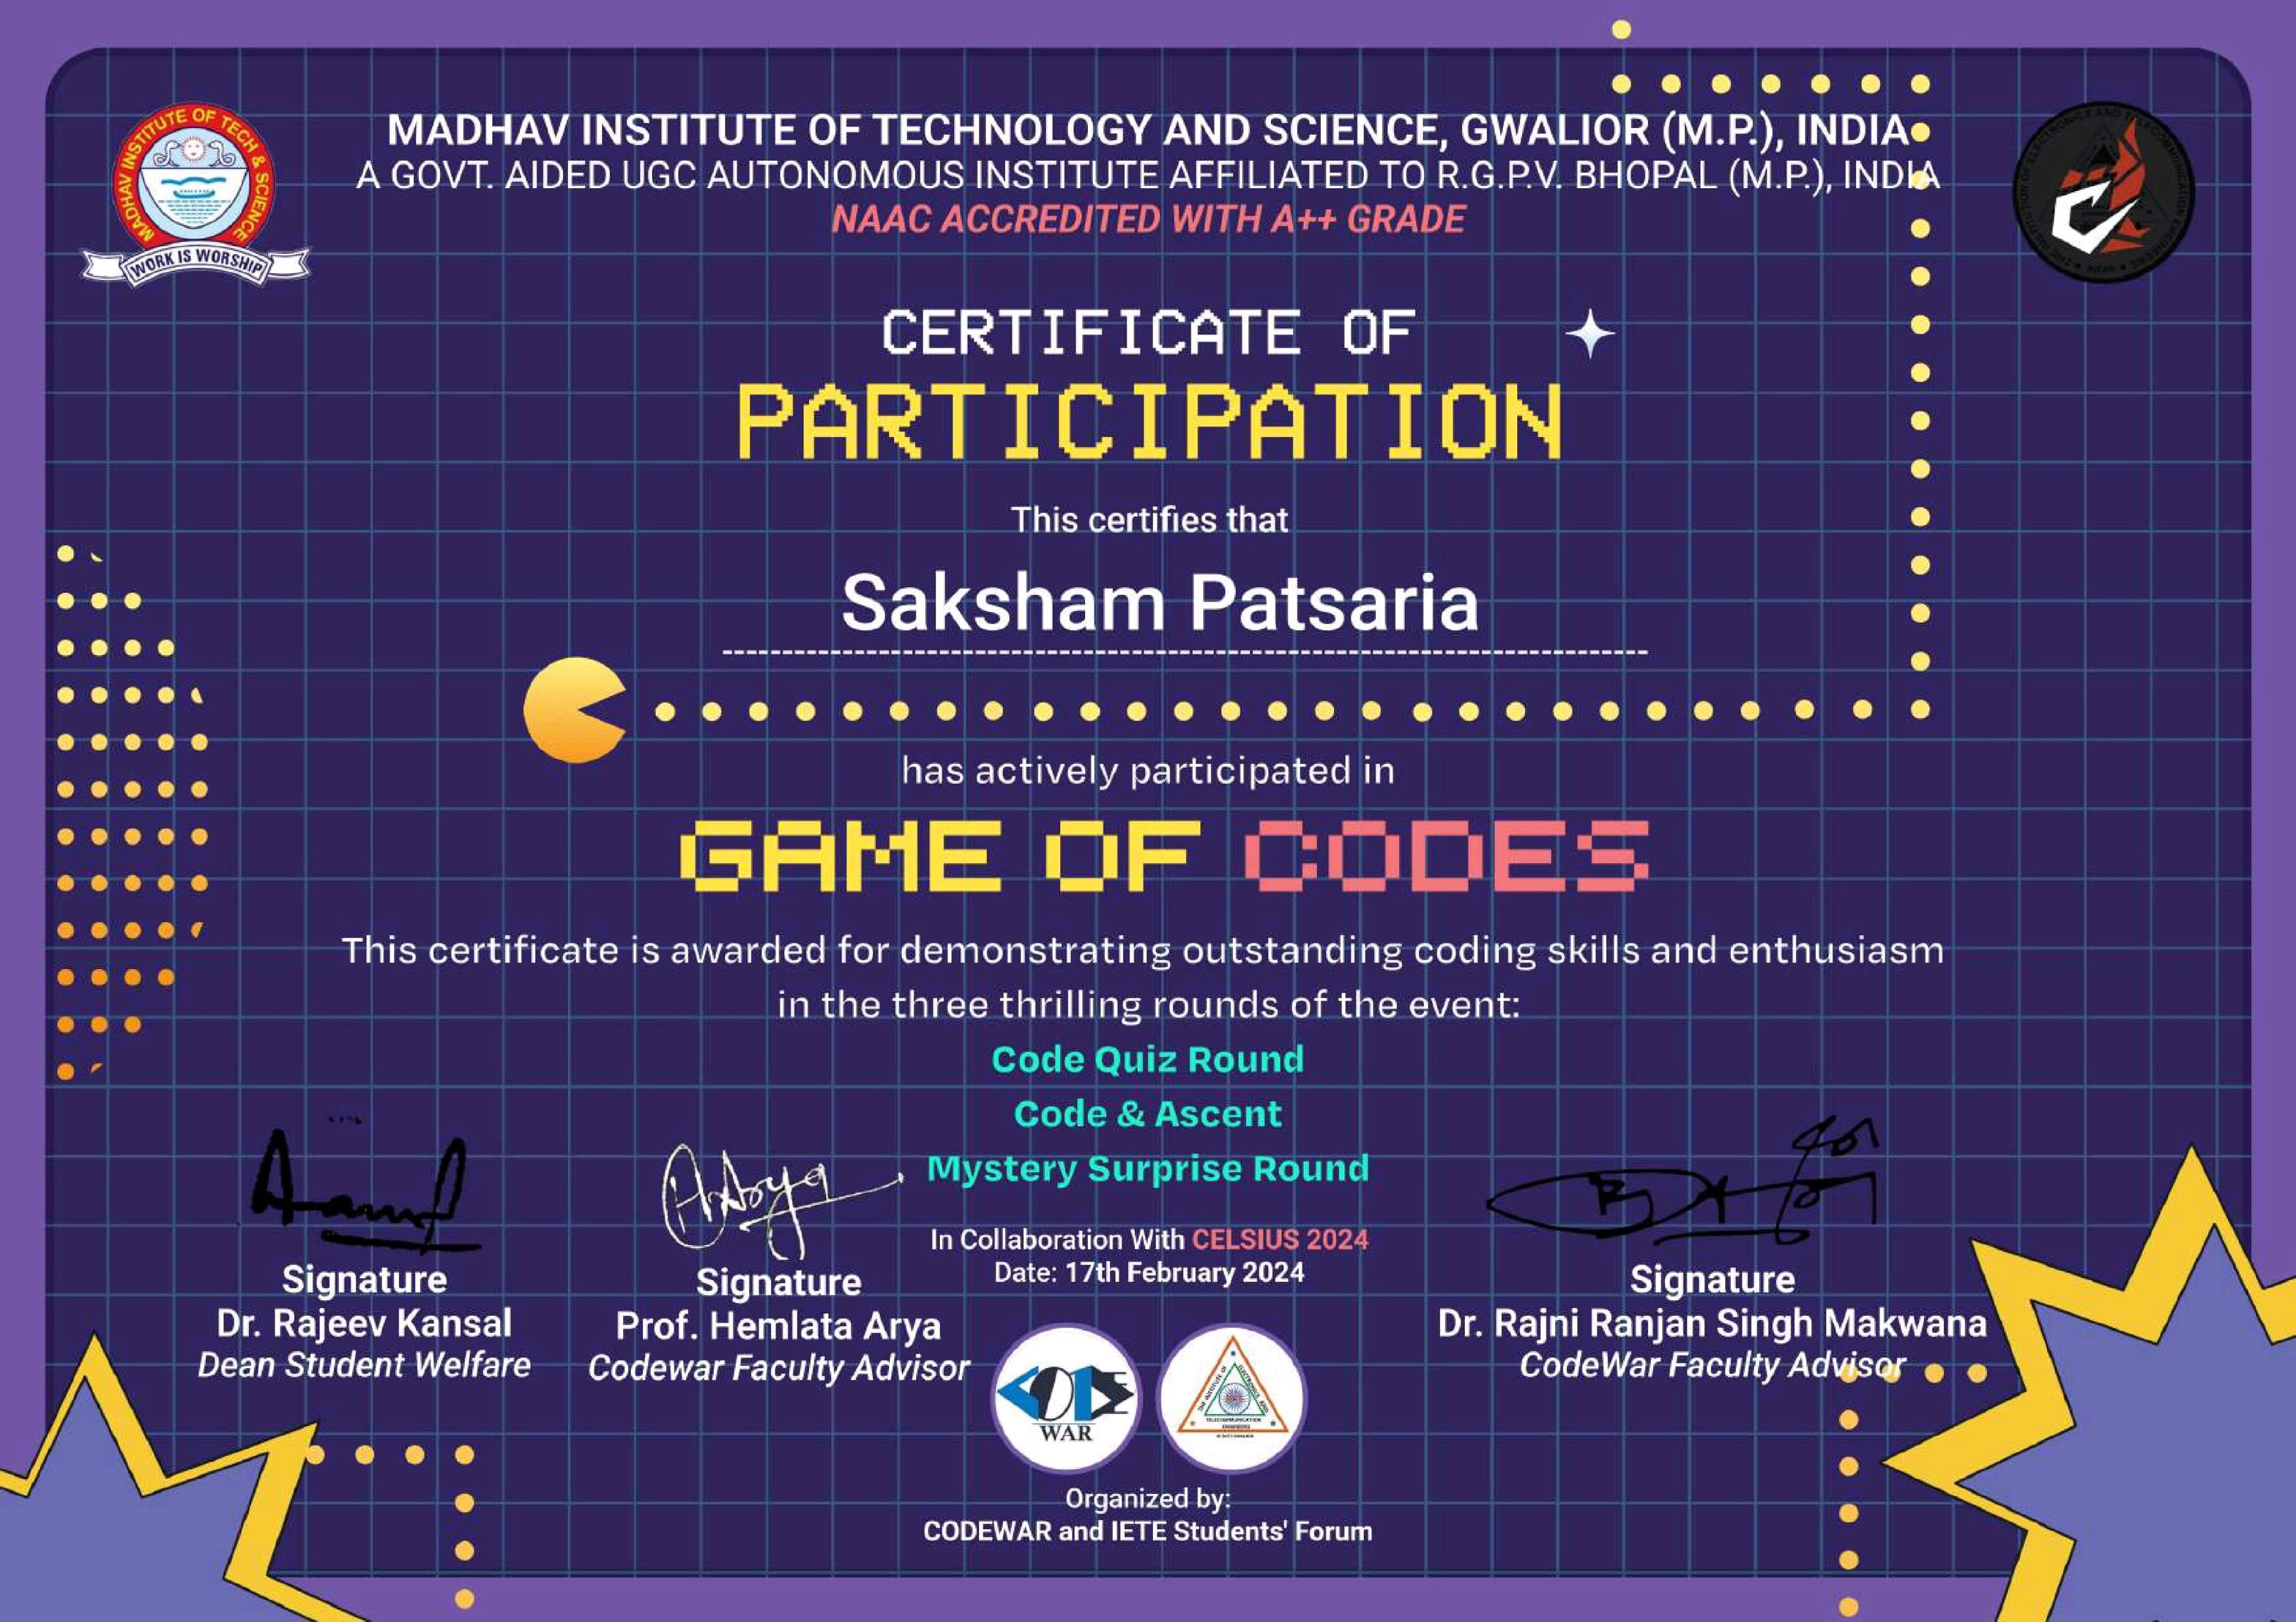 MADHAV INSTITUTE OF TECHNOLOGY AND SCIENCE, GWALIOR (M.P.), INDIA
A GOVT. AIDED UGC AUTONOMOUS INSTITUTE AFFILIATED TO R.G.P.V. BHOPAL (M.P.), INDIA
NAAC ACCREDITED WITH A++ GRADE
MADHAV INSTITUTE OF TECH & SCIENCE
WORK IS WORSHIP
CERTIFICATE OF
PARTICIPATION
This certifies that
Saksham Patsaria
has actively participated in
GAME OF CODES
This certificate is awarded for demonstrating outstanding coding skills and enthusiasm
in the three thrilling rounds of the event:
Code Quiz Round
Code & Ascent
Mystery Surprise Round
In Collaboration With CELSIUS 2024
Date: 17th February 2024
Signature
Dr. Rajeev Kansal
Dean Student Welfare
Signature
Prof. Hemlata Arya
Codewar Faculty Advisor
Signature
Dr. Rajni Ranjan Singh Makwana
CodeWar Faculty Advisor
CODE
WAR
Organized by:
CODEWAR and IETE Students' Forum